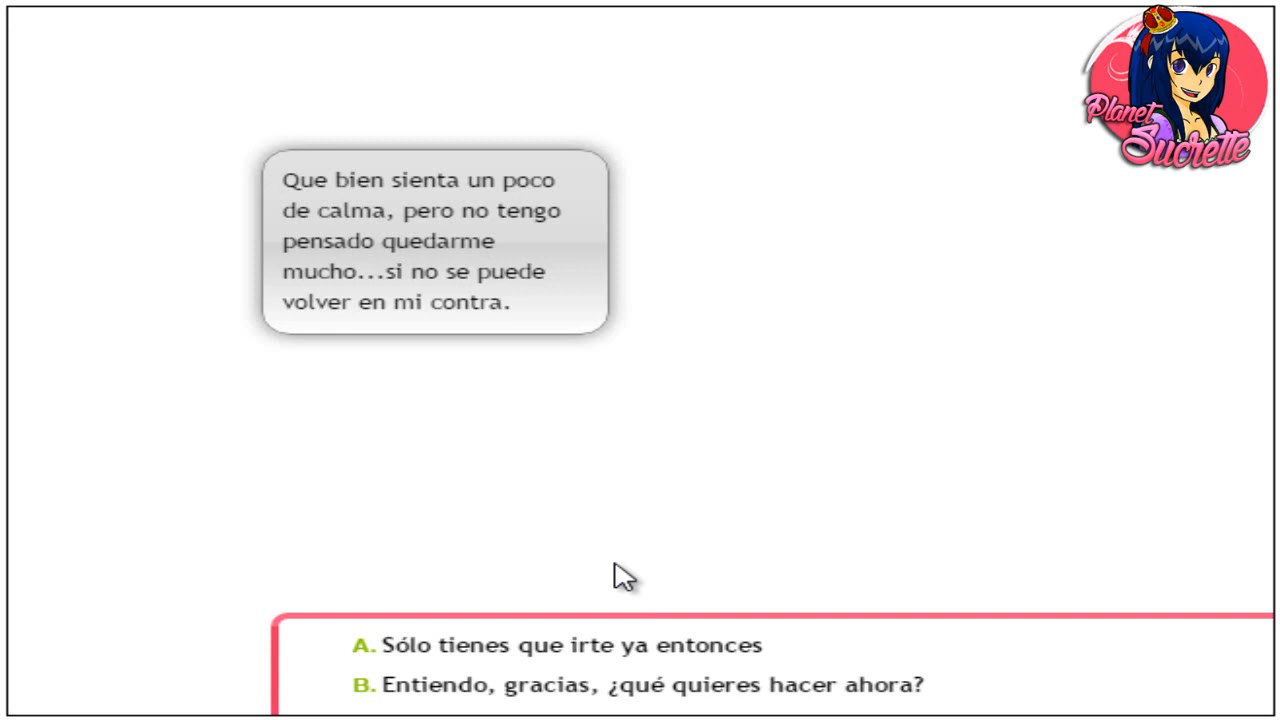 Planet
Sucrette
Que bien sienta un poco
de calma, pero no tengo
pensado quedarme
mucho...si no se puede
volver en mi contra.
A. Sólo tienes que irte ya entonces
B. Entiendo, gracias, ¿qué quieres hacer ahora?